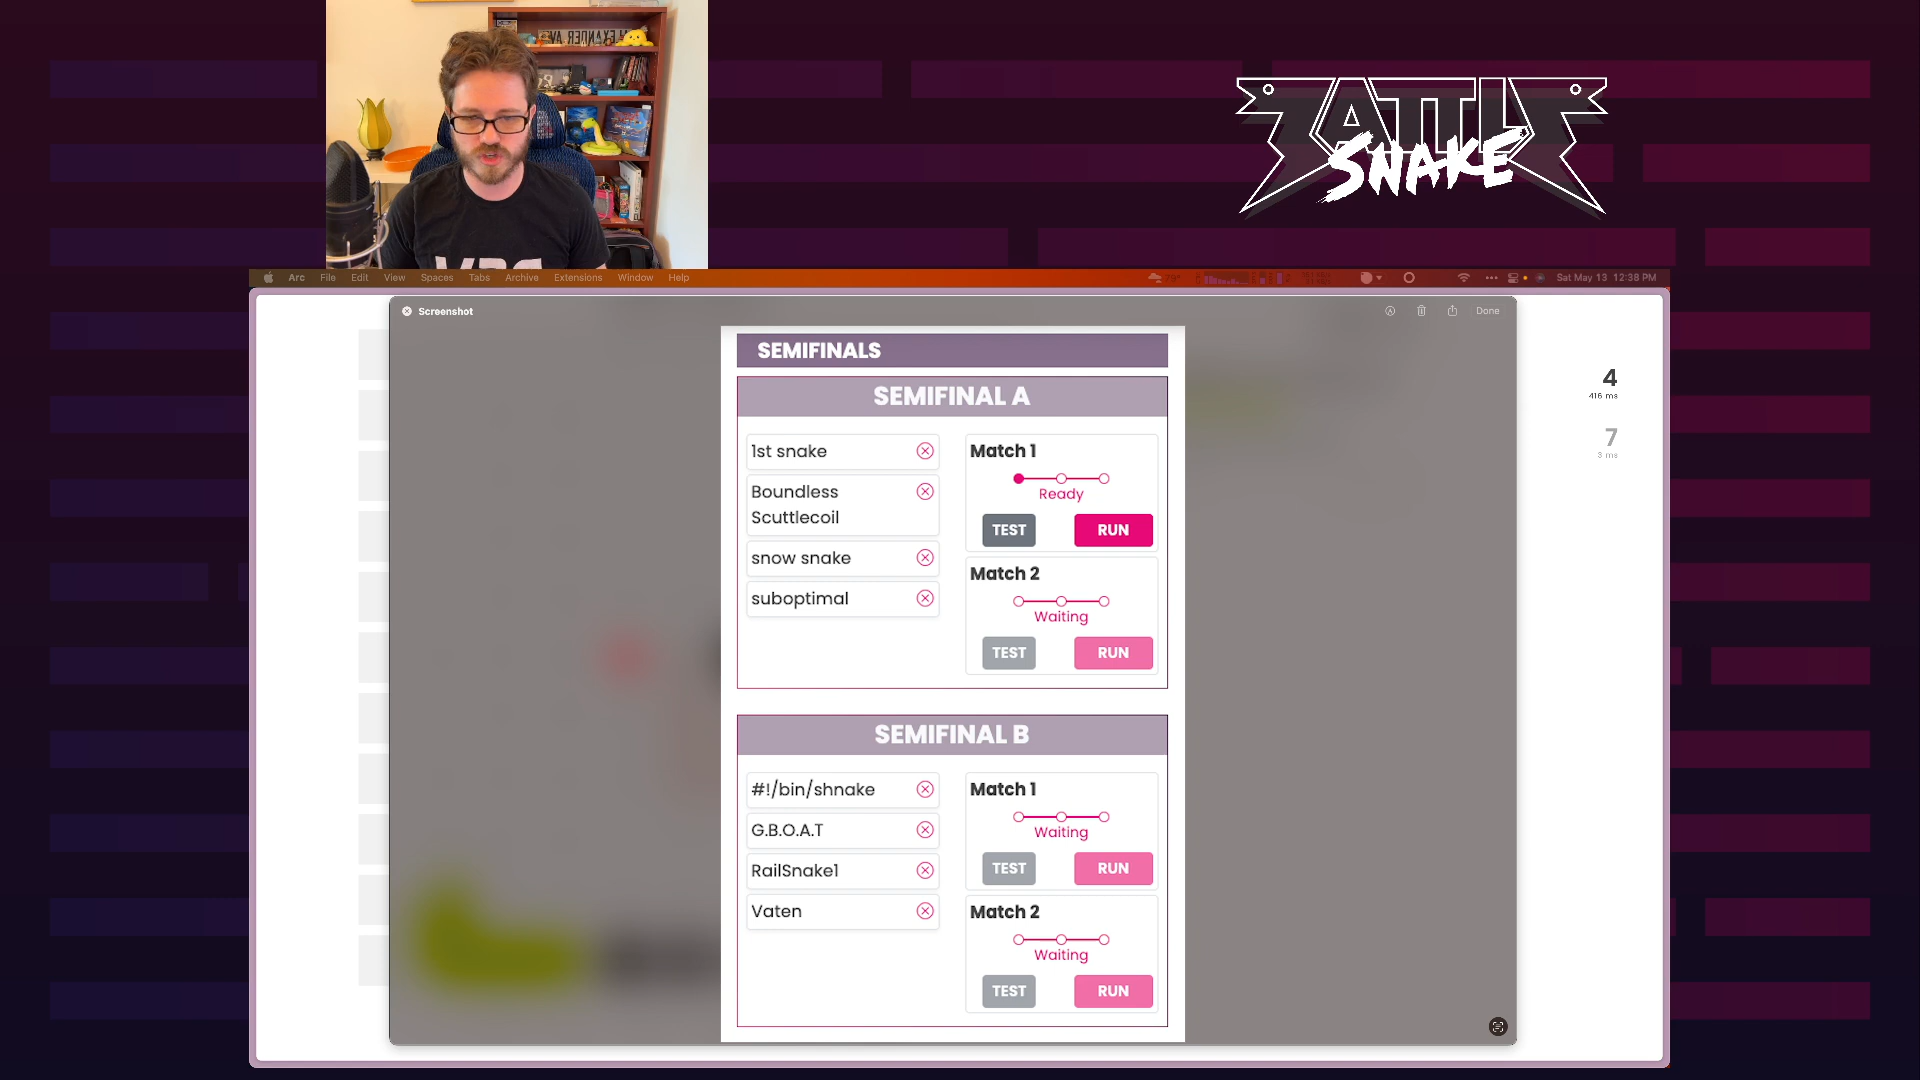 BATTLE
SNAKE
Arc File Edit View Spaces Tabs Archive Extensions Window Help
Sat May 13 12:38 PM
Screenshot
Done
4
416 ms
7
3 ms
SEMIFINALS
SEMIFINAL A
1st snake
Boundless
Scuttlecoil
snow snake
suboptimal
Match 1
Ready
TEST RUN
Match 2
Waiting
TEST RUN
SEMIFINAL B
#!/bin/shnake
G.B.O.A.T
RailSnake1
Vaten
Match 1
Waiting
TEST RUN
Match 2
Waiting
TEST RUN